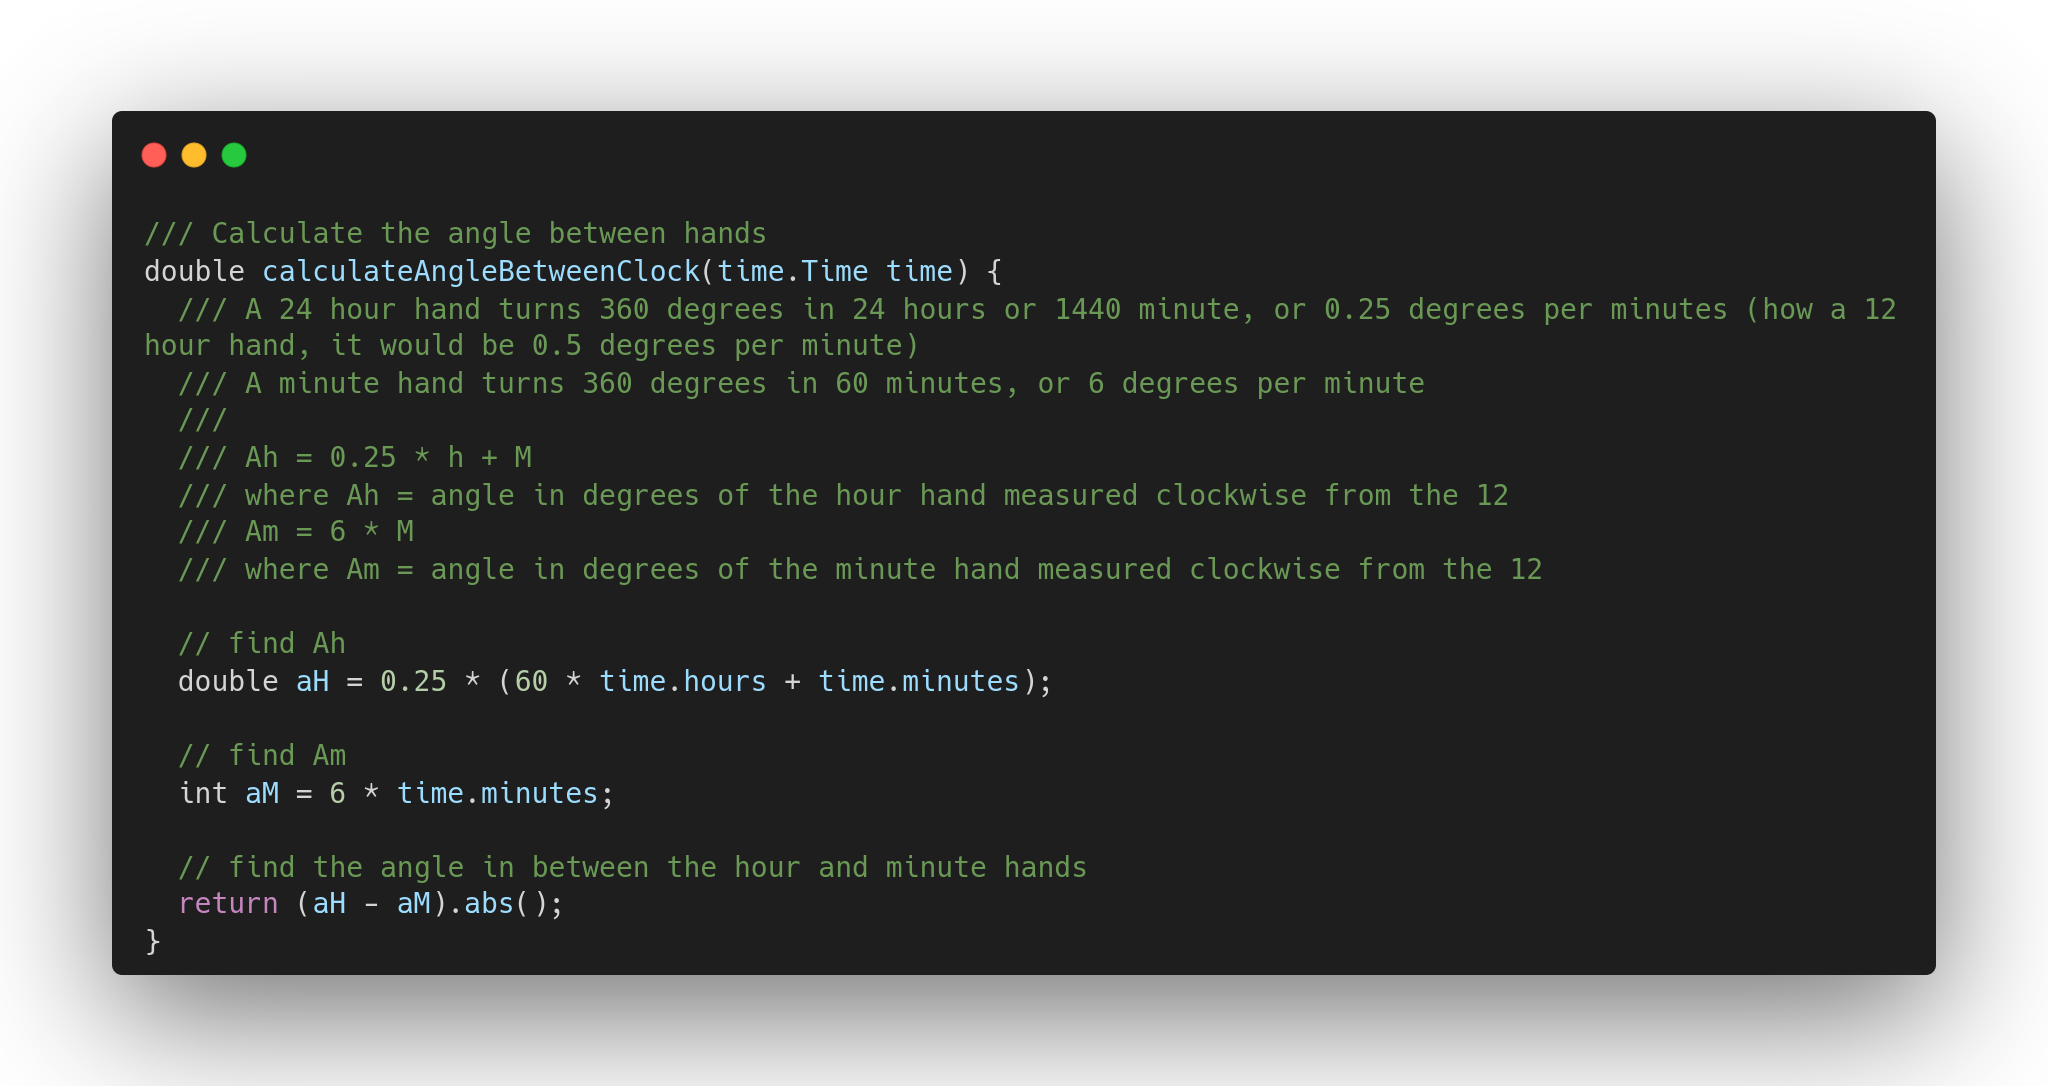 /// Calculate the angle between hands
double calculateAngleBetweenClock(time.Time time) {
  /// A 24 hour hand turns 360 degrees in 24 hours or 1440 minute, or 0.25 degrees per minutes (how a 12
hour hand, it would be 0.5 degrees per minute)
  /// A minute hand turns 360 degrees in 60 minutes, or 6 degrees per minute
  ///
  /// Ah = 0.25 * h + M
  /// where Ah = angle in degrees of the hour hand measured clockwise from the 12
  /// Am = 6 * M
  /// where Am = angle in degrees of the minute hand measured clockwise from the 12

  // find Ah
  double aH = 0.25 * (60 * time.hours + time.minutes);

  // find Am
  int aM = 6 * time.minutes;

  // find the angle in between the hour and minute hands
  return (aH - aM).abs();
}